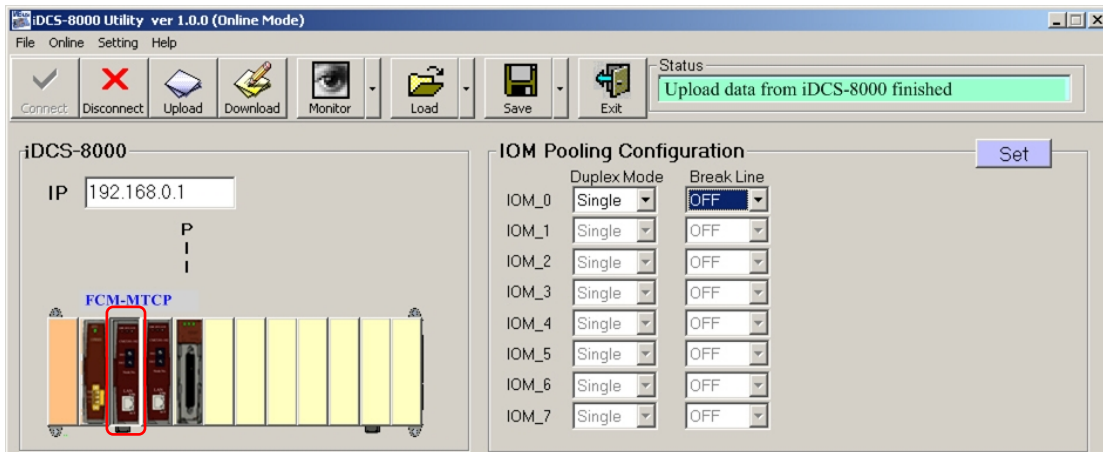 iDCS-8000 Utility ver 1.0.0 (Online Mode)
File Online Setting Help
Connect Disconnect Upload Download Monitor Load Save Exit
Status
Upload data from iDCS-8000 finished
iDCS-8000
IP 192.168.0.1
P
I
I
FCM-MTCP
IOM Pooling Configuration
Set
Duplex Mode Break Line
IOM_0 Single OFF
IOM_1 Single OFF
IOM_2 Single OFF
IOM_3 Single OFF
IOM_4 Single OFF
IOM_5 Single OFF
IOM_6 Single OFF
IOM_7 Single OFF